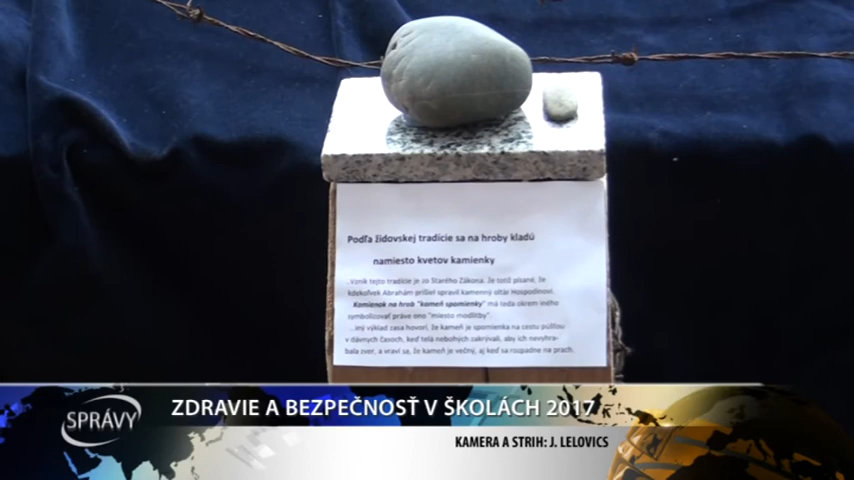 Podľa židovskej tradície sa na hroby kladú
namiesto kvetov kamienky
. Vznik tejto tradície je zo Starého Zákona. Je totiž písané, že
kdekoľvek Abrahám prišiel spravil kamenný oltár Hospodinovi.
Kamienok na hrob "kameň spomienky" má teda okrem iného
symbolizovať práve ono "miesto modlitby".
...Iný výklad zasa hovorí, že kameň je spomienka na cestu púšťou
v dávnych časoch, keď telá nebohých zakrývali, aby ich nevyhra-
bala zver, a vraví sa, že kameň je večný, aj keď sa rozpadne na prach.
SPRÁVY
ZDRAVIE A BEZPEČNOSŤ V ŠKOLÁCH 2017
KAMERA A STRIH: J. LELOVICS